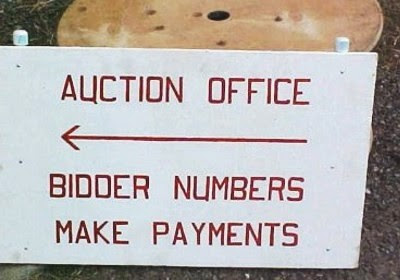 AUCTION OFFICE
BIDDER NUMBERS
MAKE PAYMENTS